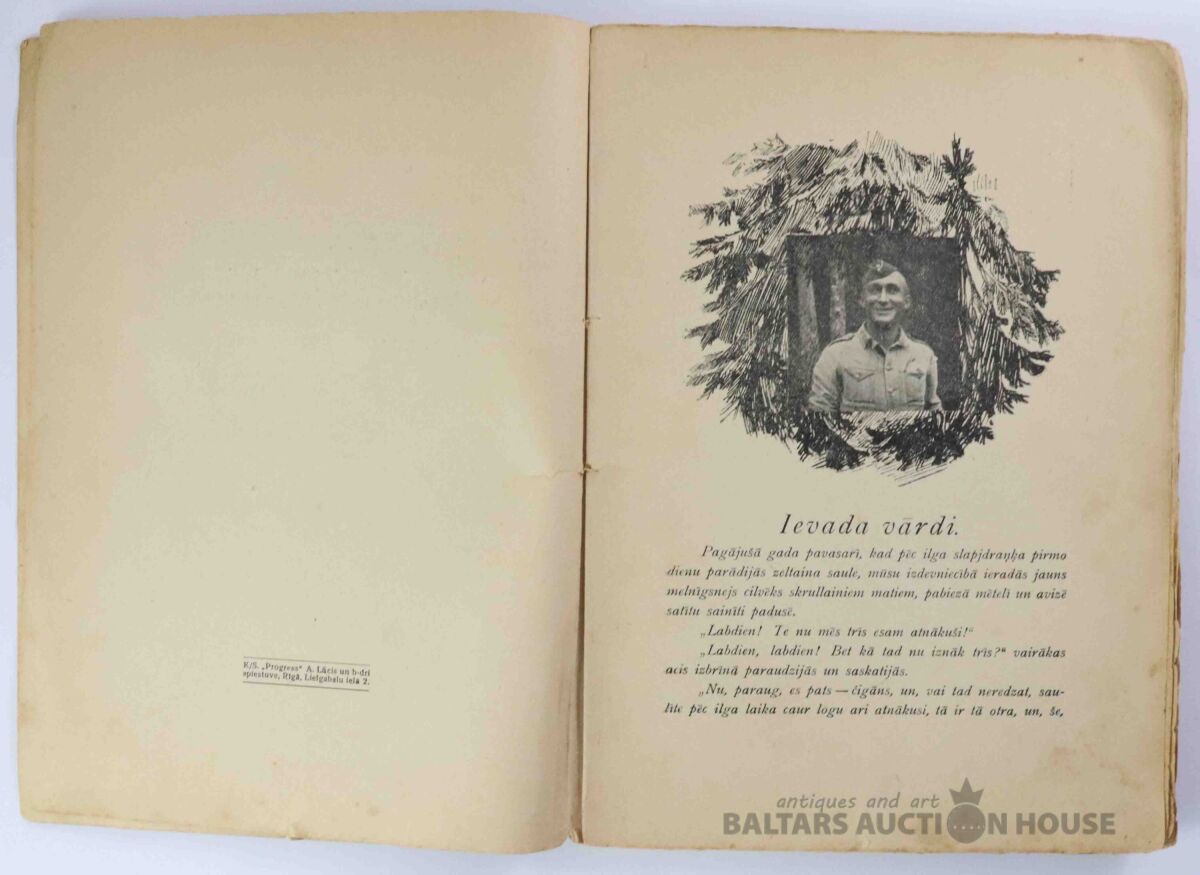 K/S. „Progress" A. Lācis un b-dri
spiestuve, Rīgā, Lielgabalu ielā 2.
Ievada vārdi.
Pagājušā gada pavasarī, kad pēc ilga slapjdraņķa pirmo
dienu parādijās zeltaina saule, mūsu izdevniecībā ieradās jauns
melnīgsnejs cilvēks skrullainiem matiem, pabiezā mētelī un avizē
satītu sainīti padusē.
„Labdien! Te nu mēs trīs esam atnākuši!"
„Labdien, labdien! Bet kā tad nu iznāk trīs?" vairākas
acis izbrīnā paraudzijās un saskatijās.
„Nu, paraug, es pats — čigāns, un, vai tad neredzat, sau-
līte pēc ilga laika caur logu ari atnākusi, tā ir tā otra, un, še,
antiques and art
BALTARS AUCTION HOUSE